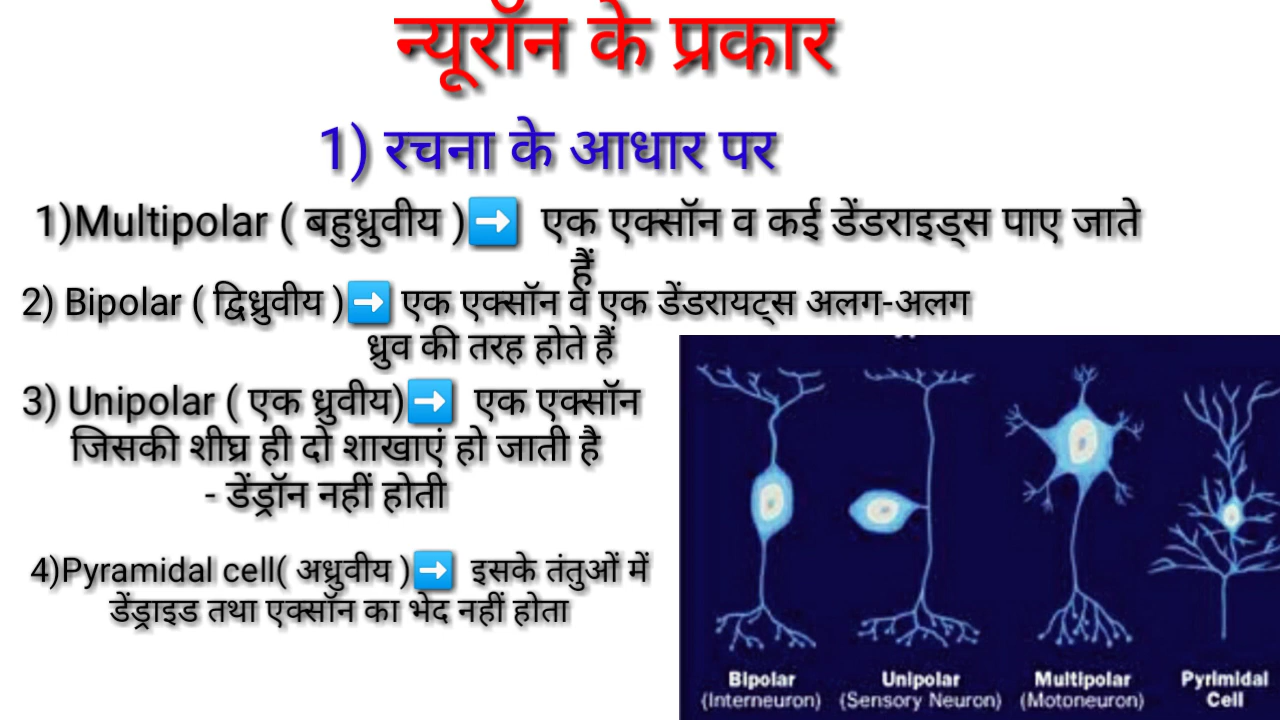 न्यूरॉन के प्रकार
1) रचना के आधार पर
1)Multipolar ( बहुध्रुवीय )➡ एक एक्सॉन व कई डेंडराइड्स पाए जाते
हैं
2) Bipolar ( द्विध्रुवीय )➡ एक एक्सॉन व एक डेंडरायट्स अलग-अलग
ध्रुव की तरह होते हैं
3) Unipolar ( एक ध्रुवीय)➡ एक एक्सॉन
जिसकी शीघ्र ही दो शाखाएं हो जाती है
- डेंड्रॉन नहीं होती
4)Pyramidal cell( अध्रुवीय )➡ इसके तंतुओं में
डेंड्राइड तथा एक्सॉन का भेद नहीं होता
Bipolar Unipolar Multipolar Pyrimidal
(Interneuron) (Sensory Neuron) (Motoneuron) Cell